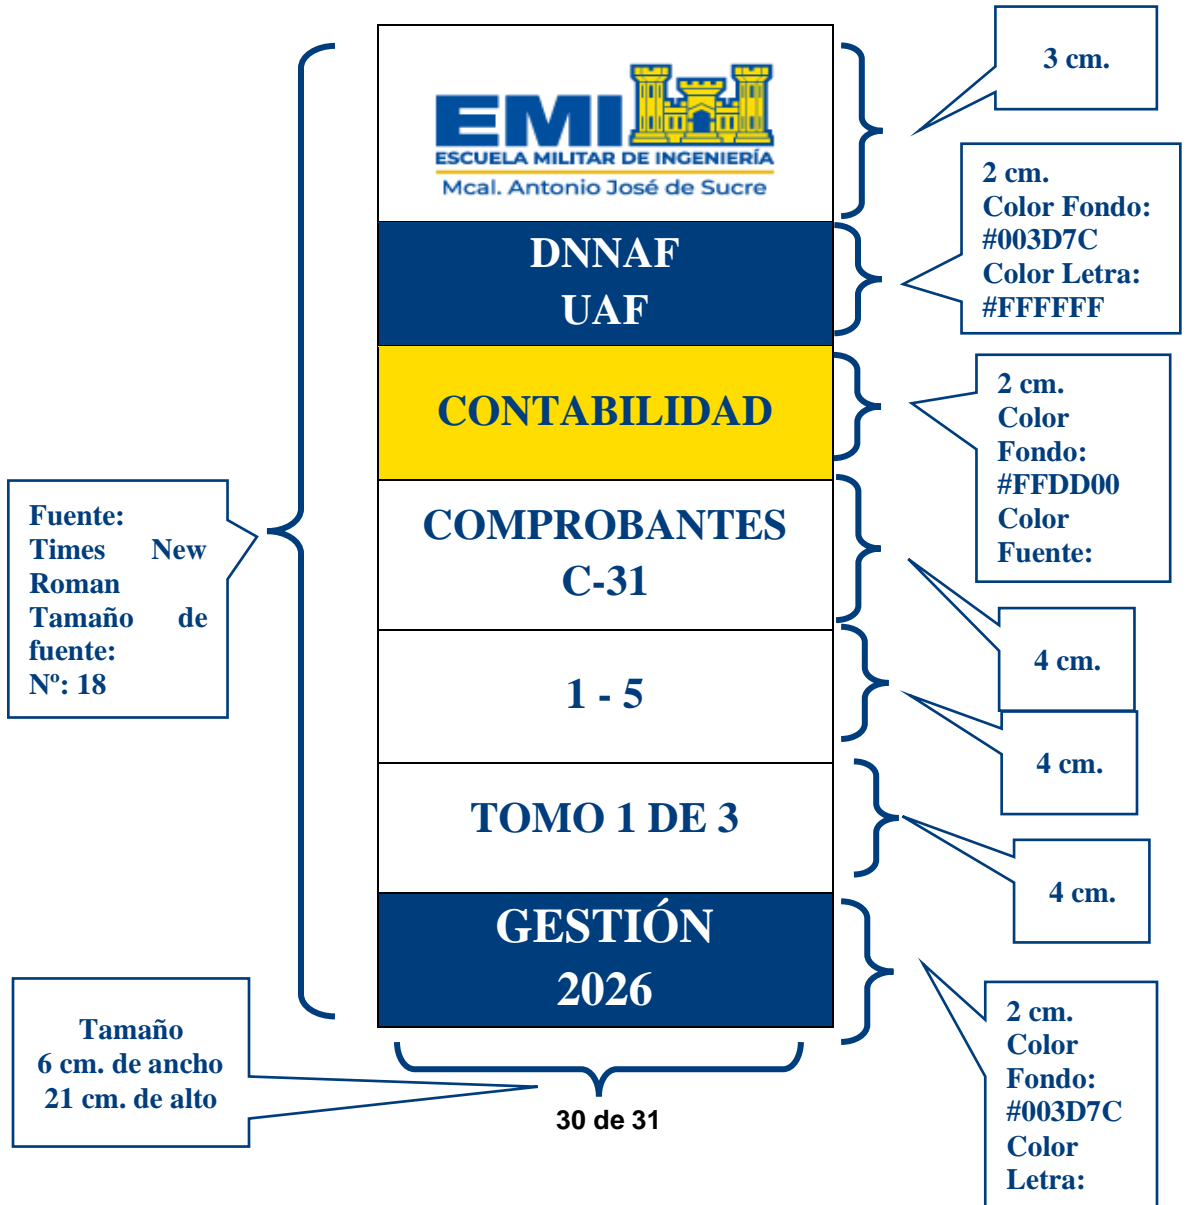 EMI
ESCUELA MILITAR DE INGENIERÍA
Mcal. Antonio José de Sucre
3 cm.
DNNAF
UAF
2 cm.
Color Fondo:
#003D7C
Color Letra:
#FFFFFF
CONTABILIDAD
2 cm.
Color
Fondo:
#FFDD00
Color
Fuente:
Fuente:
Times New
Roman
Tamaño de
fuente:
Nº: 18
COMPROBANTES
C-31
4 cm.
1 - 5
4 cm.
TOMO 1 DE 3
4 cm.
GESTIÓN
2026
2 cm.
Color
Fondo:
#003D7C
Color
Letra:
Tamaño
6 cm. de ancho
21 cm. de alto
30 de 31